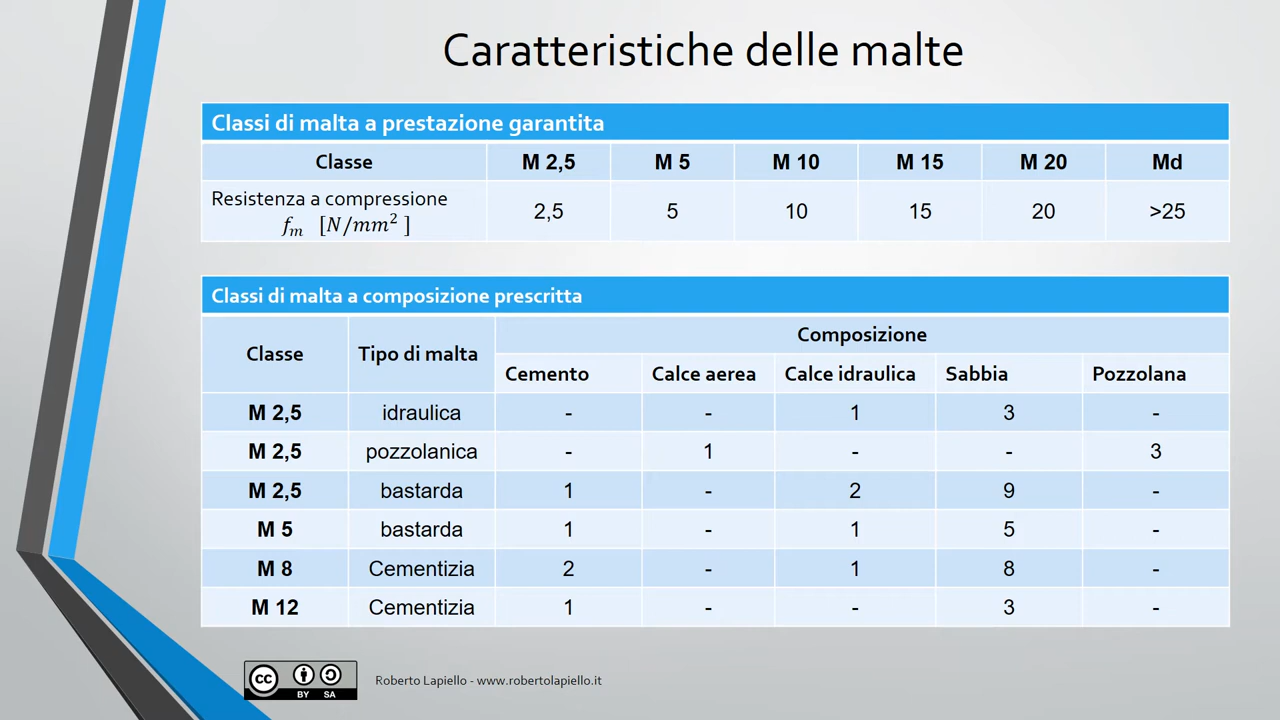 Caratteristiche delle malte
Classi di malta a prestazione garantita
Classe M 2,5 M 5 M 10 M 15 M 20 Md
Resistenza a compressione
f_m [N/mm²] 2,5 5 10 15 20 >25
Classi di malta a composizione prescritta
Classe Tipo di malta Composizione
Cemento Calce aerea Calce idraulica Sabbia Pozzolana
M 2,5 idraulica - - 1 3 -
M 2,5 pozzolanica - 1 - - 3
M 2,5 bastarda 1 - 2 9 -
M 5 bastarda 1 - 1 5 -
M 8 Cementizia 2 - 1 8 -
M 12 Cementizia 1 - - 3 -
cc BY SA
Roberto Lapiello - www.robertolapiello.it